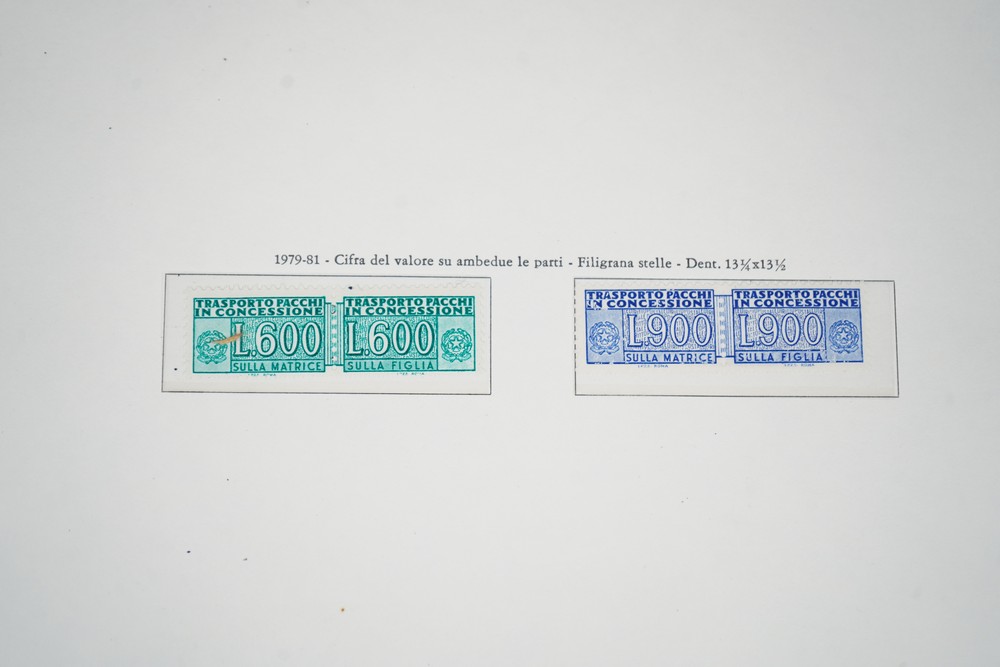 1979-81 - Cifra del valore su ambedue le parti - Filigrana stelle - Dent. 13¼x13½
TRASPORTO PACCHI
IN CONCESSIONE
L.600
SULLA MATRICE
TRASPORTO PACCHI
IN CONCESSIONE
L.600
SULLA FIGLIA
TRASPORTO PACCHI
IN CONCESSIONE
L.900
SULLA MATRICE
I.P.Z.S. ROMA
TRASPORTO PACCHI
IN CONCESSIONE
L.900
SULLA FIGLIA